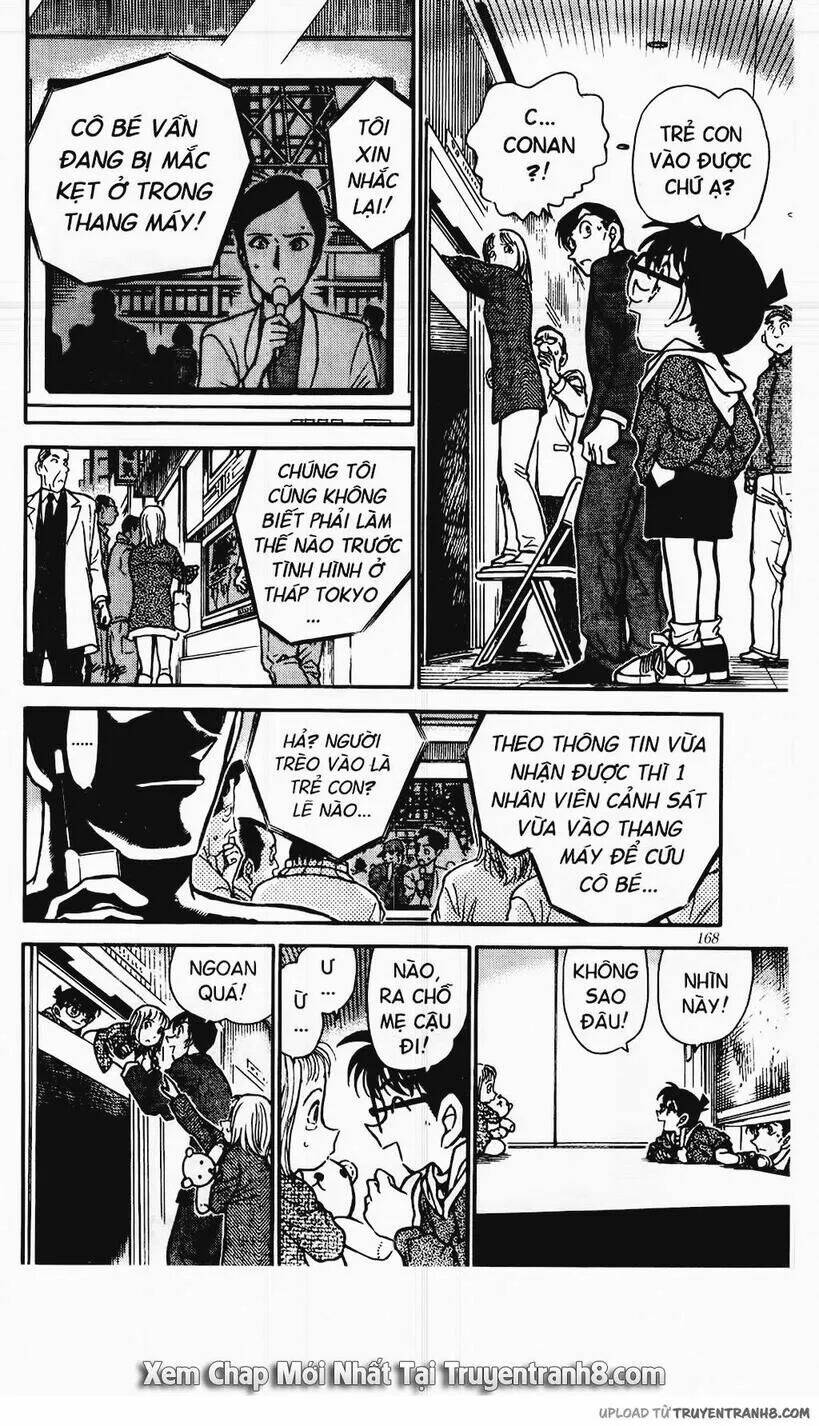 TRẺ CON
VÀO ĐƯỢC
CHỨ Ạ?
C...
CONAN
?!
TÔI
XIN
NHẮC
LẠI!
CÔ BÉ VẪN
ĐANG BỊ MẮC
KẸT Ở TRONG
THANG MÁY!
CHÚNG TÔI
CŨNG KHÔNG
BIẾT PHẢI LÀM
THẾ NÀO TRƯỚC
TÌNH HÌNH Ở
THÁP TOKYO
...
THEO THÔNG TIN VỪA
NHẬN ĐƯỢC THÌ 1
NHÂN VIÊN CẢNH SÁT
VỪA VÀO THANG
MÁY ĐỂ CỨU
CÔ BÉ...
HẢ? NGƯỜI
TRÈO VÀO LÀ
TRẺ CON?
LẼ NÀO...
.....
168
NHÌN
NÀY!
KHÔNG
SAO
ĐÂU!
NÀO,
RA CHỖ
MẸ CẬU
ĐI!
Ư
...
Ừ
...
NGOAN
QUÁ!
Xem Chap Mới Nhất Tại Truyentranh8.com
UPLOAD TỪ TRUYENTRANH8.COM